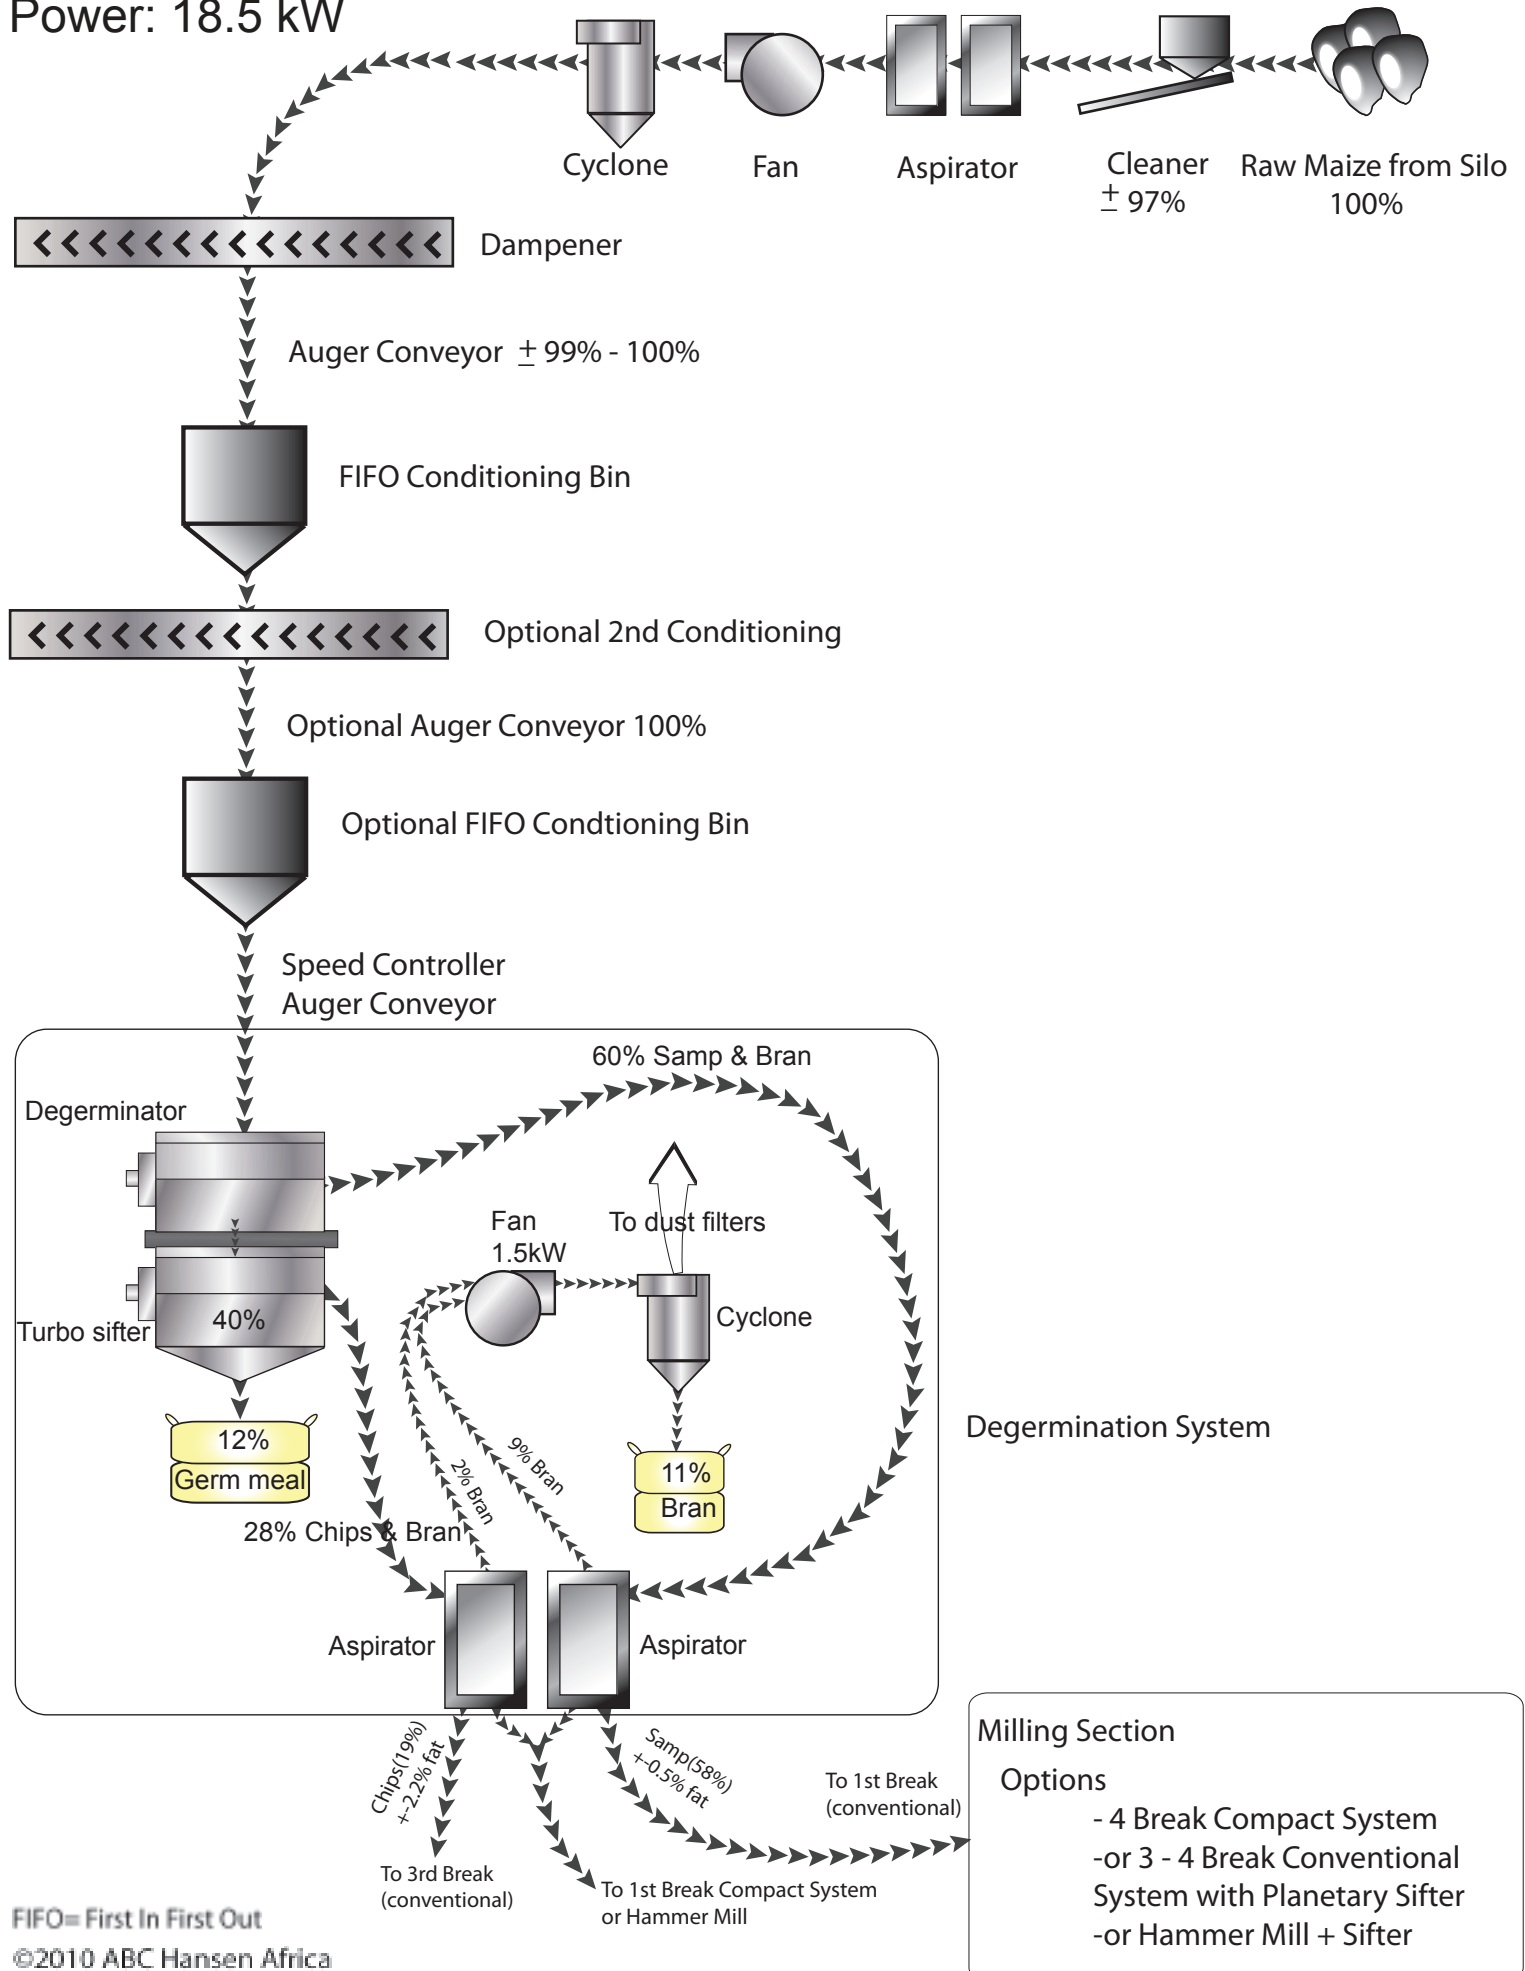 Power: 18.5 kW
Cyclone
Fan
Aspirator
Cleaner
± 97%
Raw Maize from Silo
100%
Dampener
Auger Conveyor ± 99% - 100%
FIFO Conditioning Bin
Optional 2nd Conditioning
Optional Auger Conveyor 100%
Optional FIFO Condtioning Bin
Speed Controller
Auger Conveyor
60% Samp & Bran
Degerminator
Fan
1.5kW
To dust filters
Cyclone
40%
Turbo sifter
12%
Germ meal
2% Bran
9% Bran
11%
Bran
28% Chips & Bran
Degermination System
Aspirator
Aspirator
Chips(19%)
+-2.2% fat
Samp(58%)
+-0.5% fat
To 1st Break
(conventional)
To 3rd Break
(conventional)
To 1st Break Compact System
or Hammer Mill
Milling Section
Options
- 4 Break Compact System
-or 3 - 4 Break Conventional
System with Planetary Sifter
-or Hammer Mill + Sifter
FIFO= First In First Out
©2010 ABC Hansen Africa